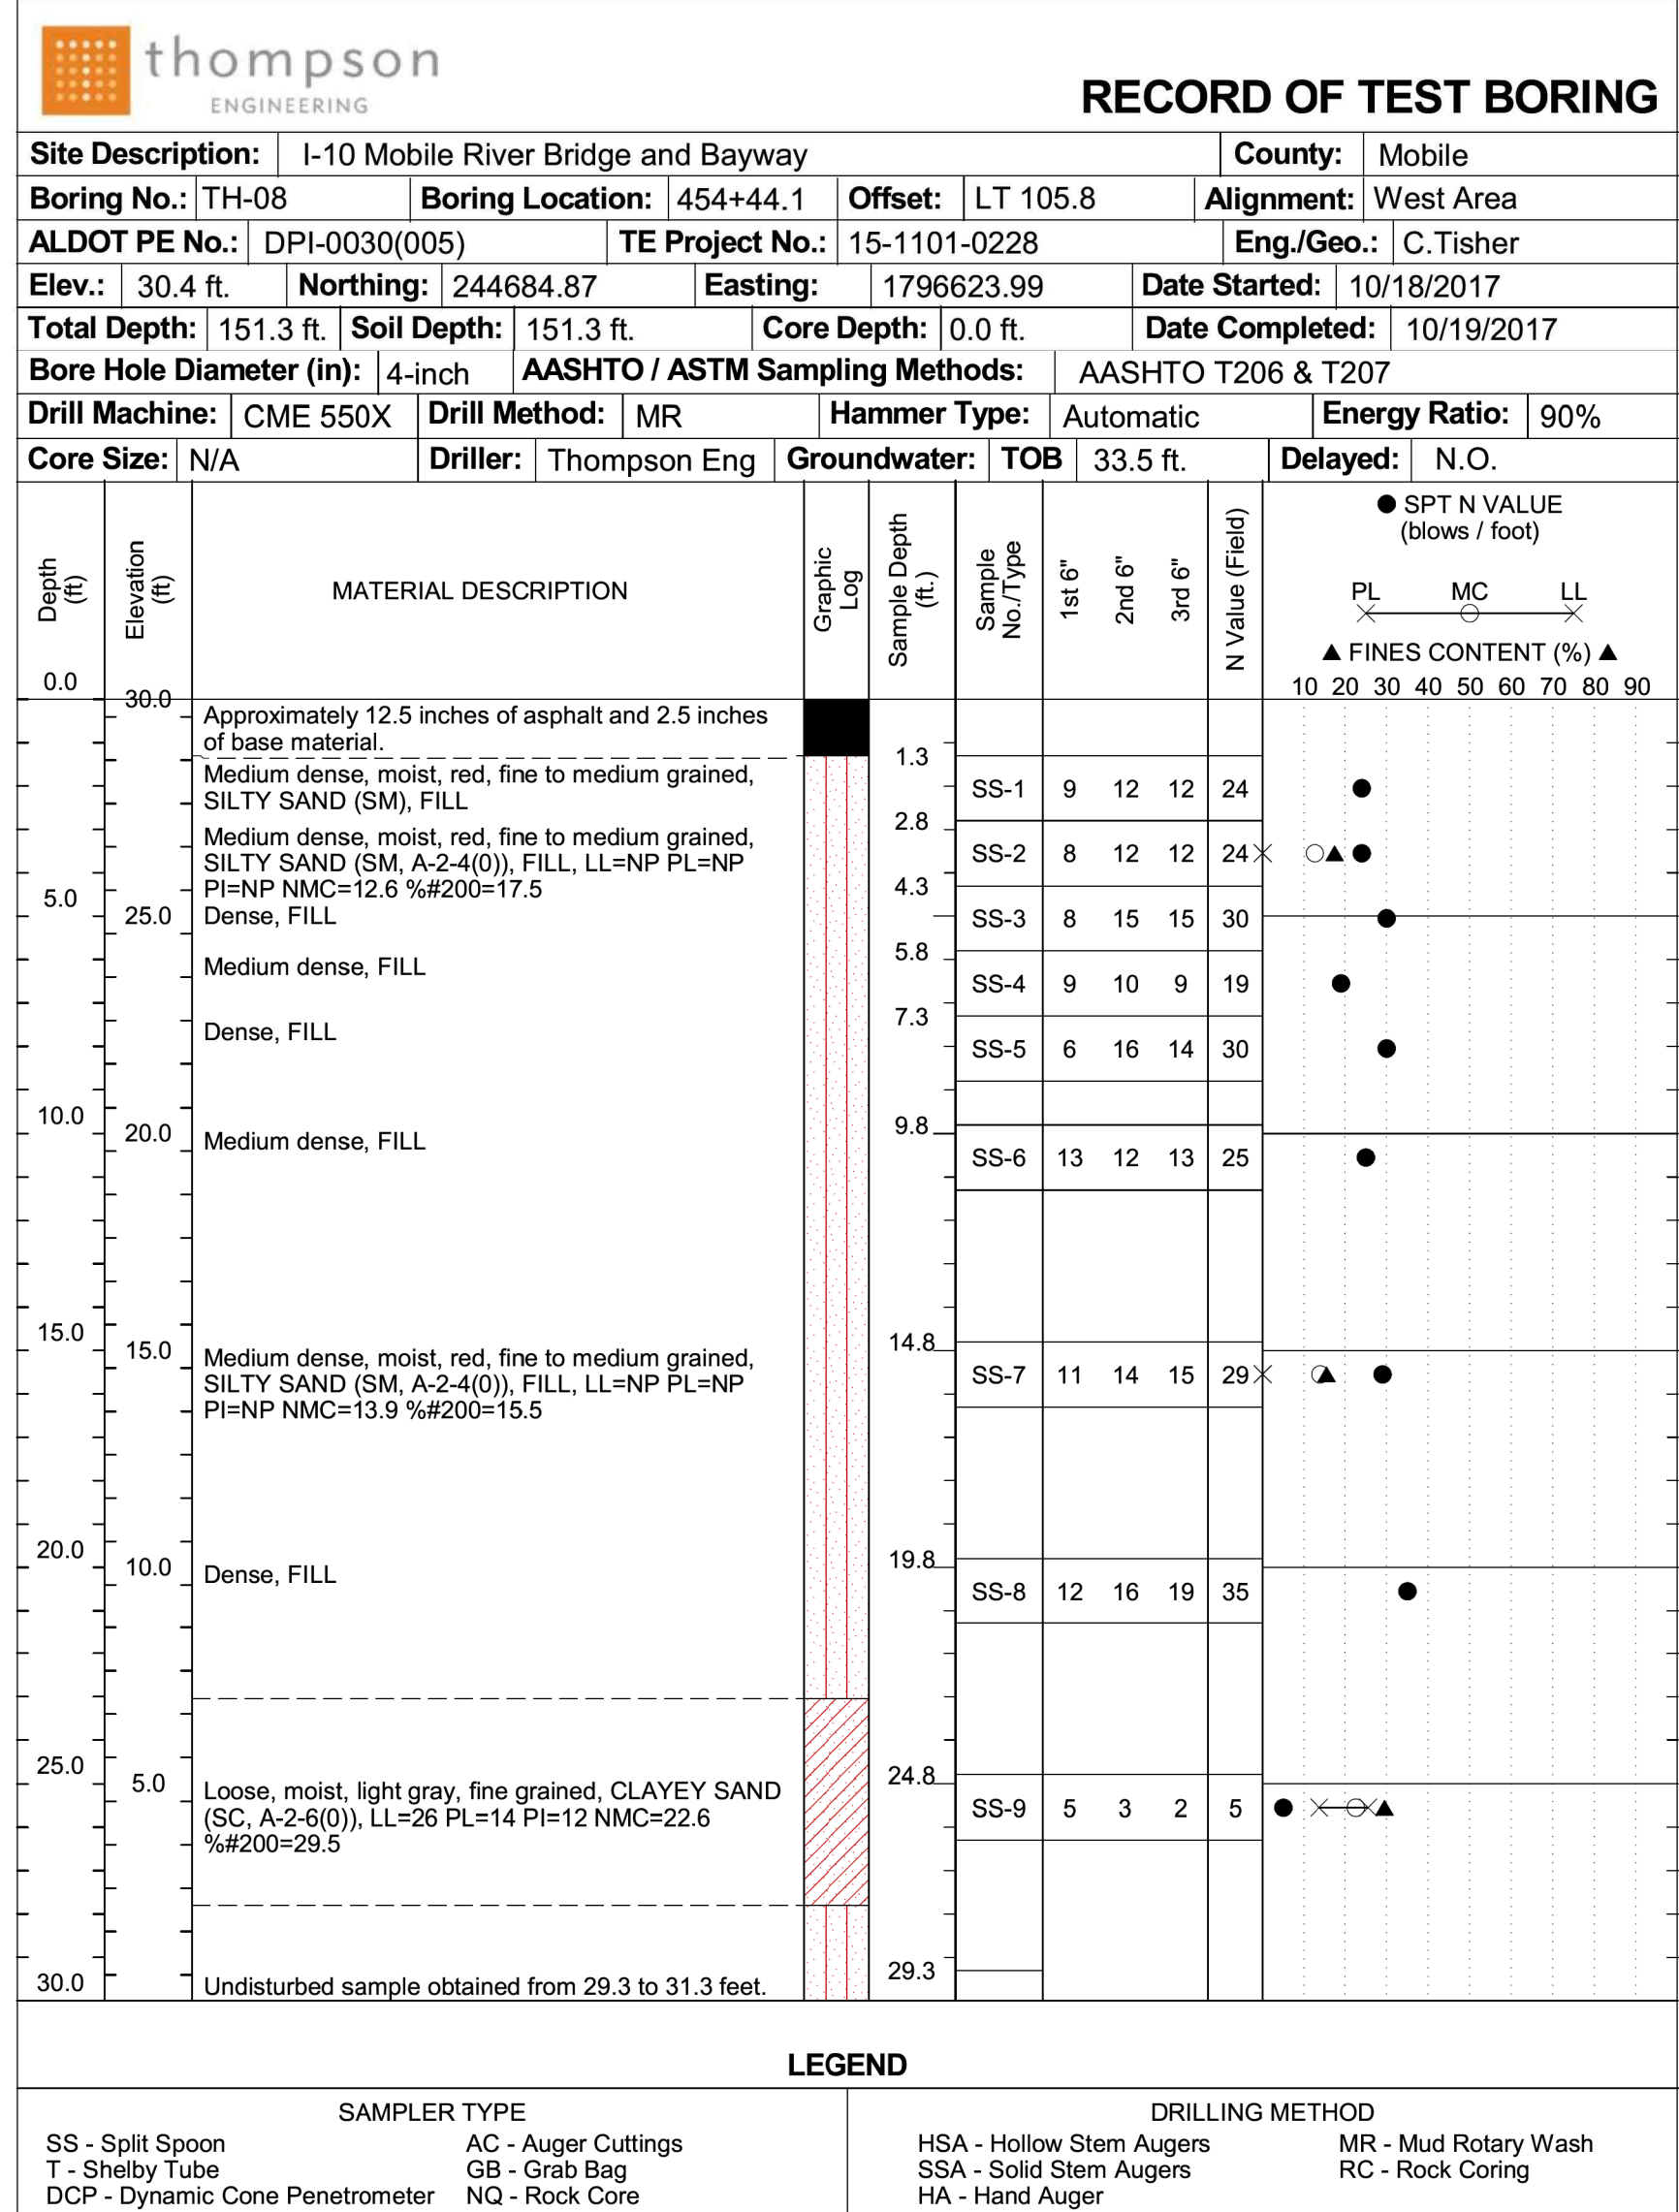 thompson
ENGINEERING
RECORD OF TEST BORING
Site Description: I-10 Mobile River Bridge and Bayway County: Mobile
Boring No.: TH-08 Boring Location: 454+44.1 Offset: LT 105.8 Alignment: West Area
ALDOT PE No.: DPI-0030(005) TE Project No.: 15-1101-0228 Eng./Geo.: C.Tisher
Elev.: 30.4 ft. Northing: 244684.87 Easting: 1796623.99 Date Started: 10/18/2017
Total Depth: 151.3 ft. Soil Depth: 151.3 ft. Core Depth: 0.0 ft. Date Completed: 10/19/2017
Bore Hole Diameter (in): 4-inch AASHTO / ASTM Sampling Methods: AASHTO T206 & T207
Drill Machine: CME 550X Drill Method: MR Hammer Type: Automatic Energy Ratio: 90%
Core Size: N/A Driller: Thompson Eng Groundwater: TOB 33.5 ft. Delayed: N.O.
Depth (ft)
Elevation (ft)
MATERIAL DESCRIPTION
Graphic Log
Sample Depth (ft.)
Sample No./Type
1st 6"
2nd 6"
3rd 6"
N Value (Field)
● SPT N VALUE
(blows / foot)
PL MC LL
▲ FINES CONTENT (%) ▲
10 20 30 40 50 60 70 80 90
0.0
30.0
Approximately 12.5 inches of asphalt and 2.5 inches
of base material.
1.3
Medium dense, moist, red, fine to medium grained,
SILTY SAND (SM), FILL
SS-1 9 12 12 24
2.8
Medium dense, moist, red, fine to medium grained,
SILTY SAND (SM, A-2-4(0)), FILL, LL=NP PL=NP
PI=NP NMC=12.6 %#200=17.5
SS-2 8 12 12 24
4.3
5.0
25.0 Dense, FILL
SS-3 8 15 15 30
5.8
Medium dense, FILL
SS-4 9 10 9 19
7.3
Dense, FILL
SS-5 6 16 14 30
10.0
9.8
20.0 Medium dense, FILL
SS-6 13 12 13 25
15.0
14.8
15.0 Medium dense, moist, red, fine to medium grained,
SILTY SAND (SM, A-2-4(0)), FILL, LL=NP PL=NP
PI=NP NMC=13.9 %#200=15.5
SS-7 11 14 15 29
20.0
19.8
10.0 Dense, FILL
SS-8 12 16 19 35
25.0
24.8
5.0 Loose, moist, light gray, fine grained, CLAYEY SAND
(SC, A-2-6(0)), LL=26 PL=14 PI=12 NMC=22.6
%#200=29.5
SS-9 5 3 2 5
29.3
30.0 Undisturbed sample obtained from 29.3 to 31.3 feet.
LEGEND
SAMPLER TYPE
SS - Split Spoon AC - Auger Cuttings
T - Shelby Tube GB - Grab Bag
DCP - Dynamic Cone Penetrometer NQ - Rock Core
DRILLING METHOD
HSA - Hollow Stem Augers MR - Mud Rotary Wash
SSA - Solid Stem Augers RC - Rock Coring
HA - Hand Auger